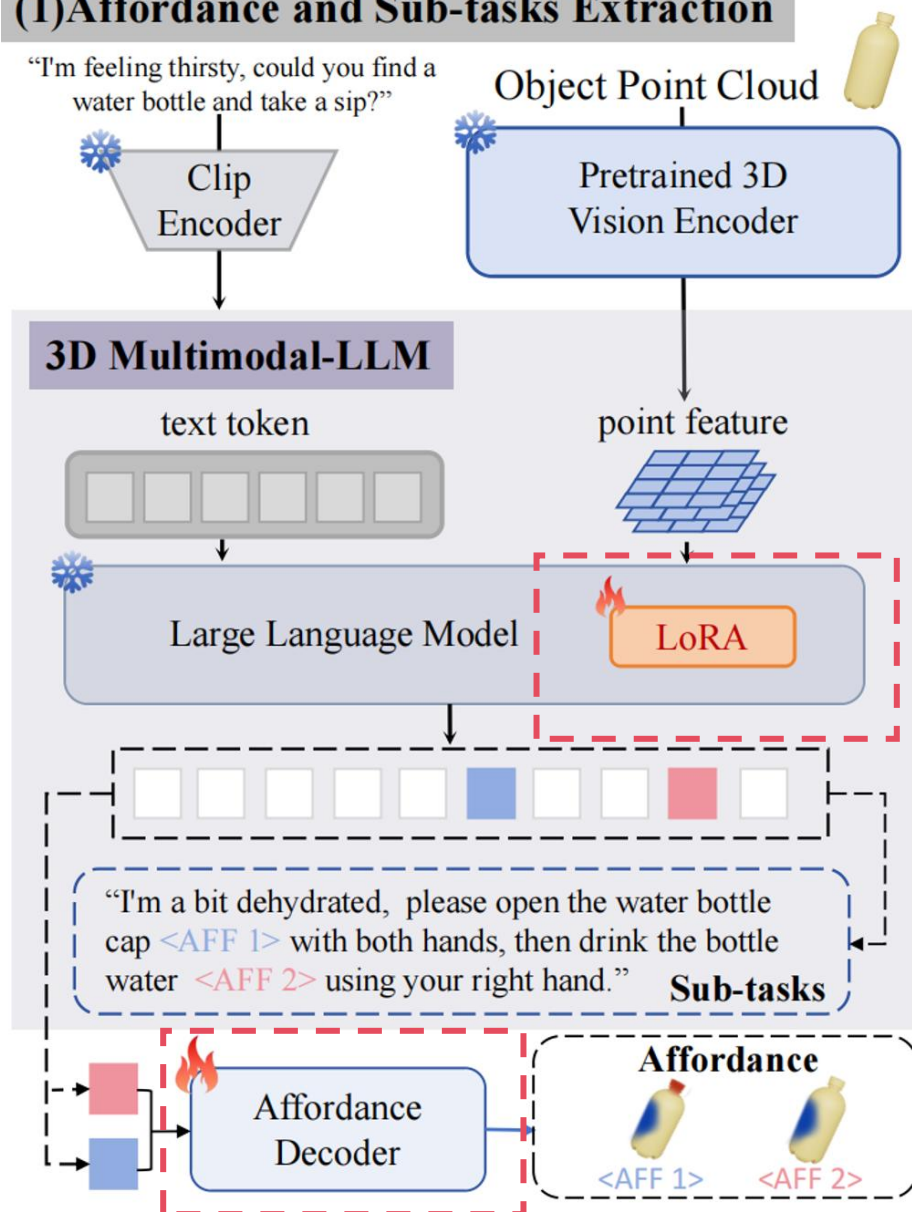 (1)Affordance and Sub-tasks Extraction
“I'm feeling thirsty, could you find a
water bottle and take a sip?”
Object Point Cloud
Clip
Encoder
Pretrained 3D
Vision Encoder
3D Multimodal-LLM
text token
point feature
Large Language Model
LoRA
“I'm a bit dehydrated, please open the water bottle
cap <AFF 1> with both hands, then drink the bottle
water <AFF 2> using your right hand.”
Sub-tasks
Affordance
Decoder
Affordance
<AFF 1>
<AFF 2>